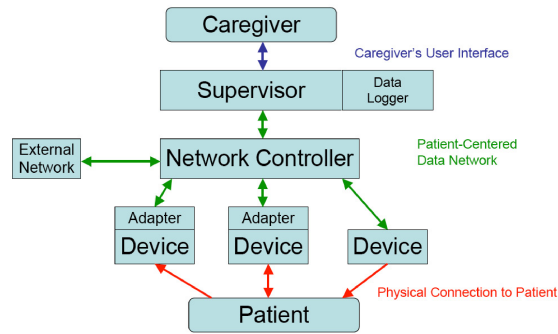 Caregiver
Caregiver's User Interface
Supervisor
Data
Logger
External
Network
Network Controller
Patient-Centered
Data Network
Adapter
Device
Adapter
Device
Device
Physical Connection to Patient
Patient